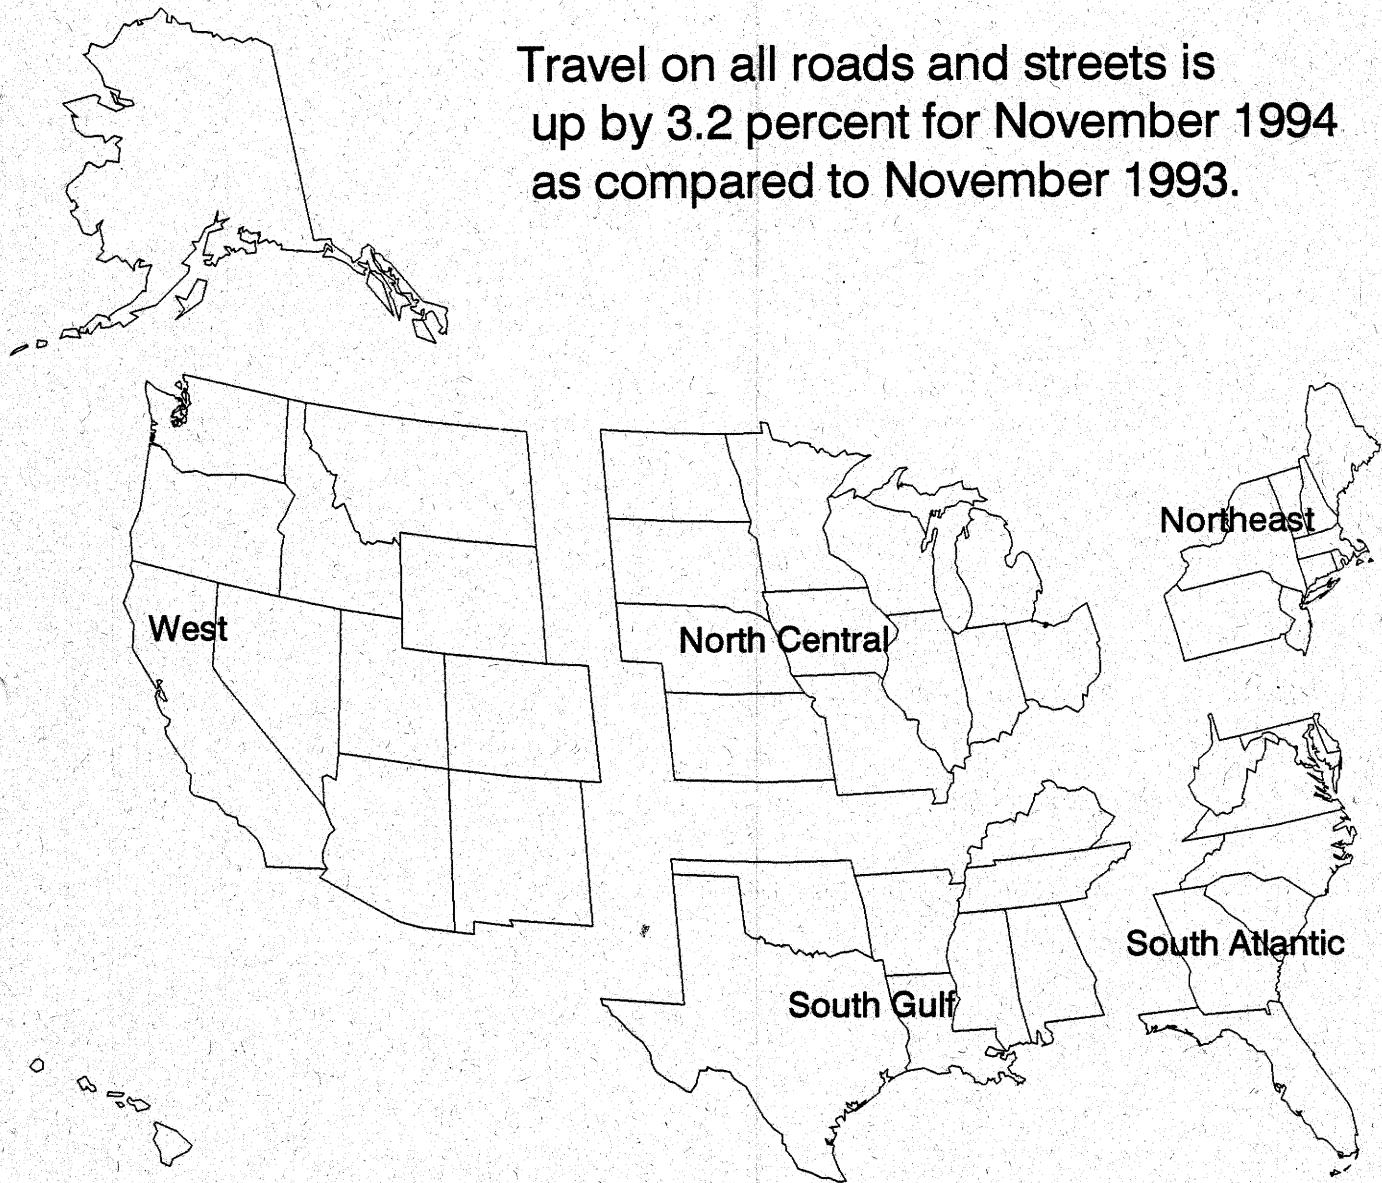 Travel on all roads and streets is
up by 3.2 percent for November 1994
as compared to November 1993.
Northeast
West
North Central
South Atlantic
South Gulf